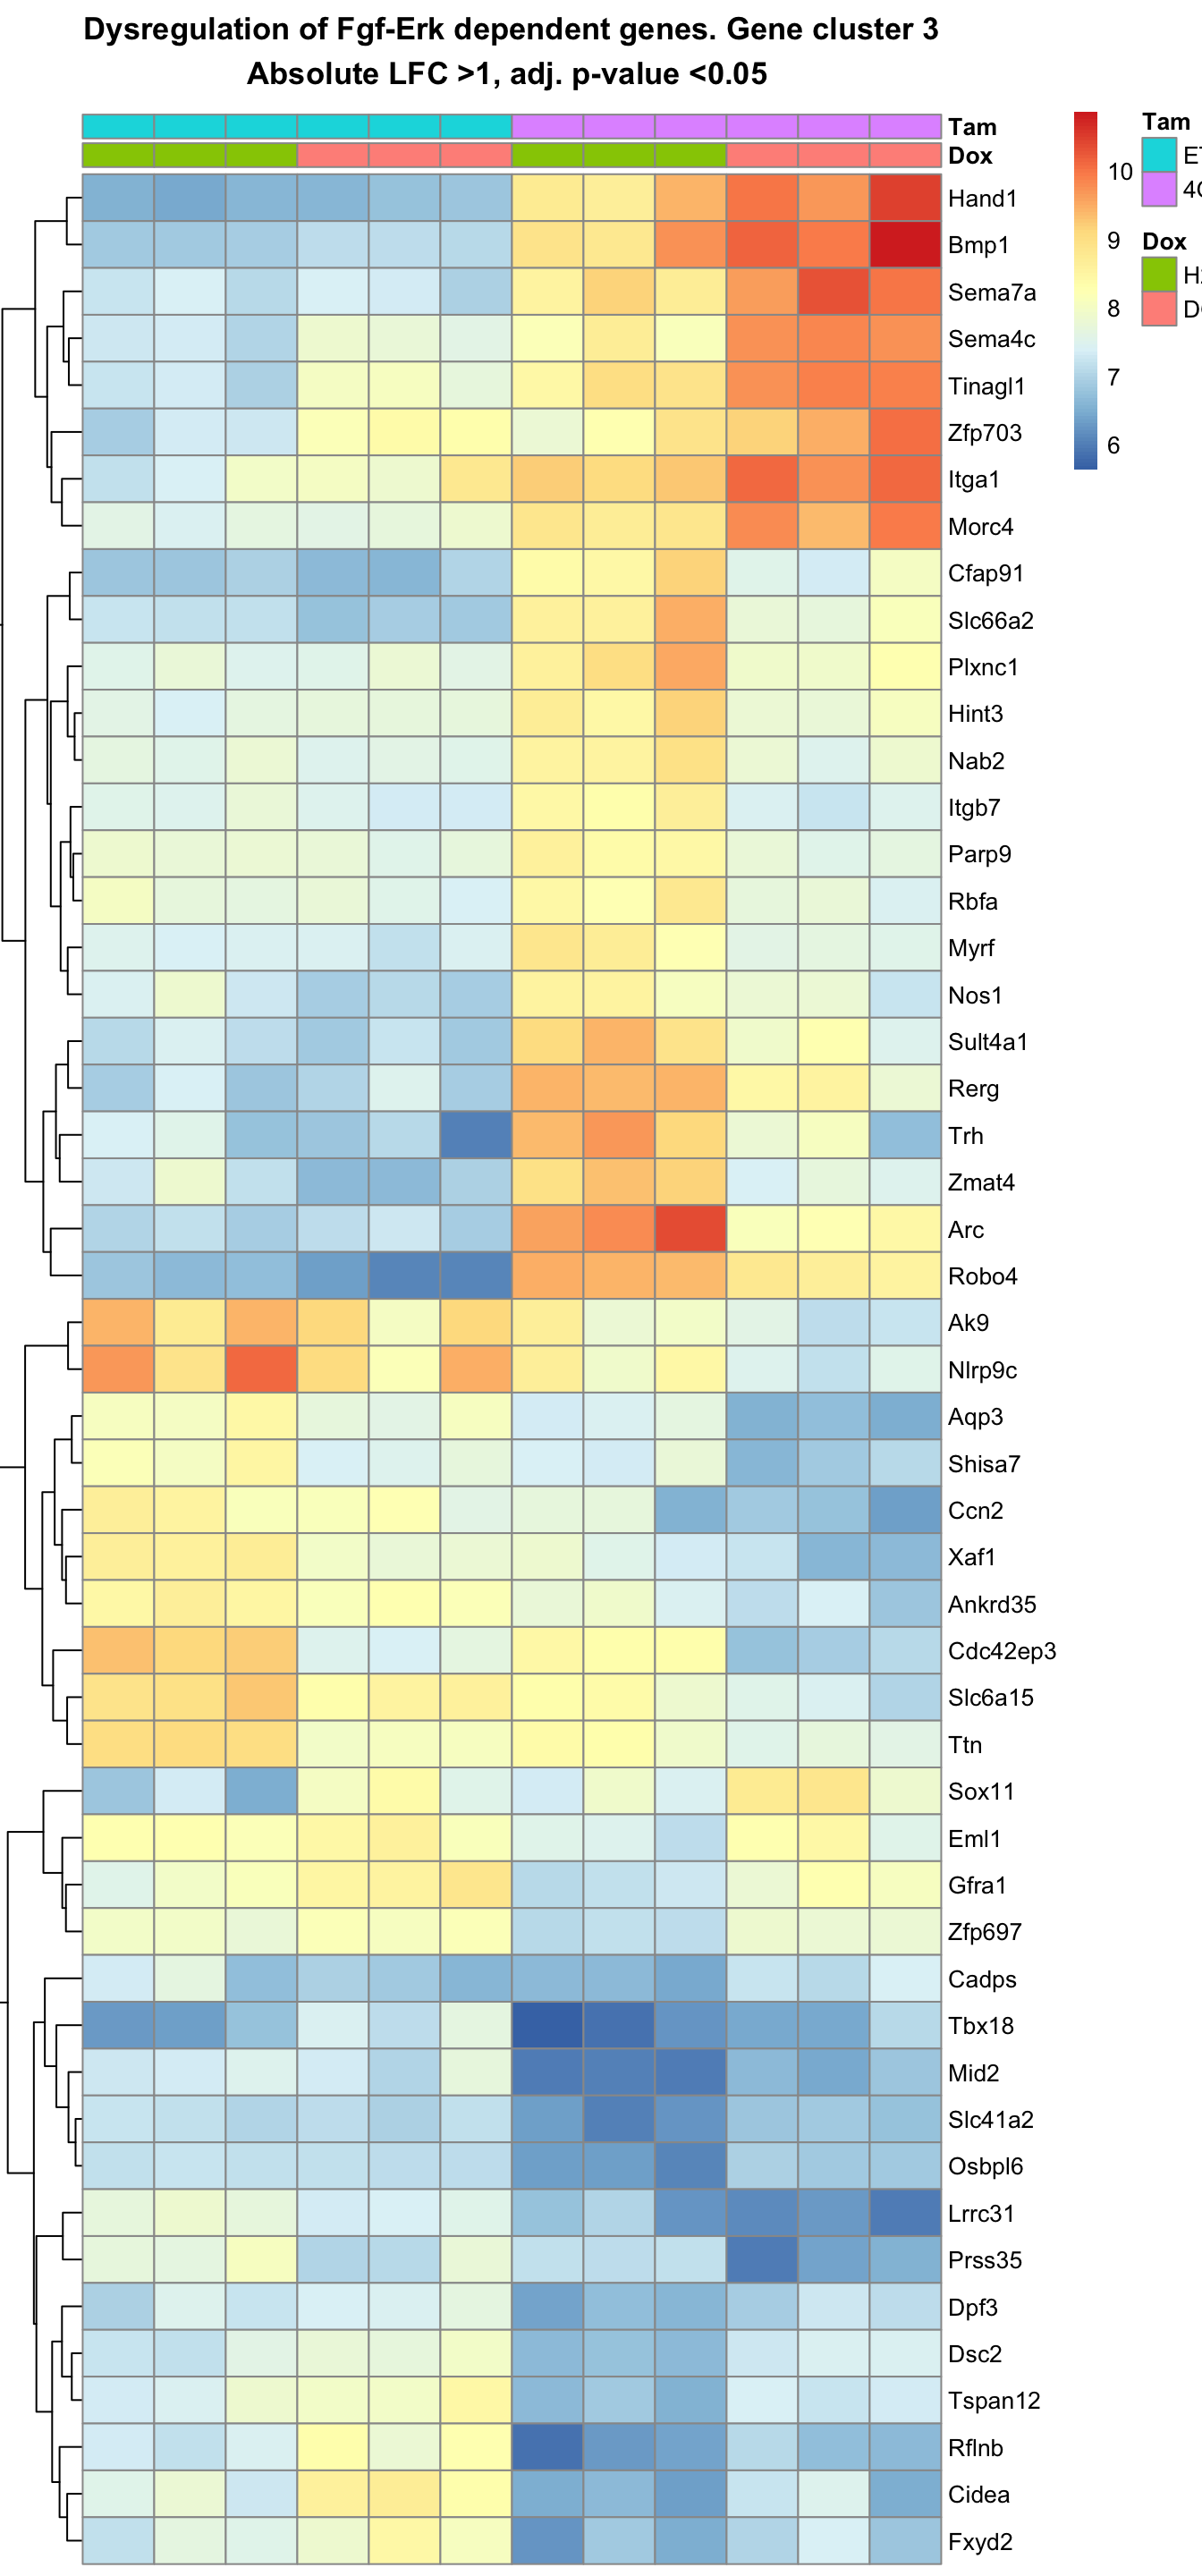 Dysregulation of Fgf-Erk dependent genes. Gene cluster 3
Absolute LFC >1, adj. p-value <0.05
Tam
Dox
Hand1
Bmp1
Sema7a
Sema4c
Tinagl1
Zfp703
Itga1
Morc4
Cfap91
Slc66a2
Plxnc1
Hint3
Nab2
Itgb7
Parp9
Rbfa
Myrf
Nos1
Sult4a1
Rerg
Trh
Zmat4
Arc
Robo4
Ak9
Nlrp9c
Aqp3
Shisa7
Ccn2
Xaf1
Ankrd35
Cdc42ep3
Slc6a15
Ttn
Sox11
Eml1
Gfra1
Zfp697
Cadps
Tbx18
Mid2
Slc41a2
Osbpl6
Lrrc31
Prss35
Dpf3
Dsc2
Tspan12
Rflnb
Cidea
Fxyd2
10
9
8
7
6
Tam
Dox